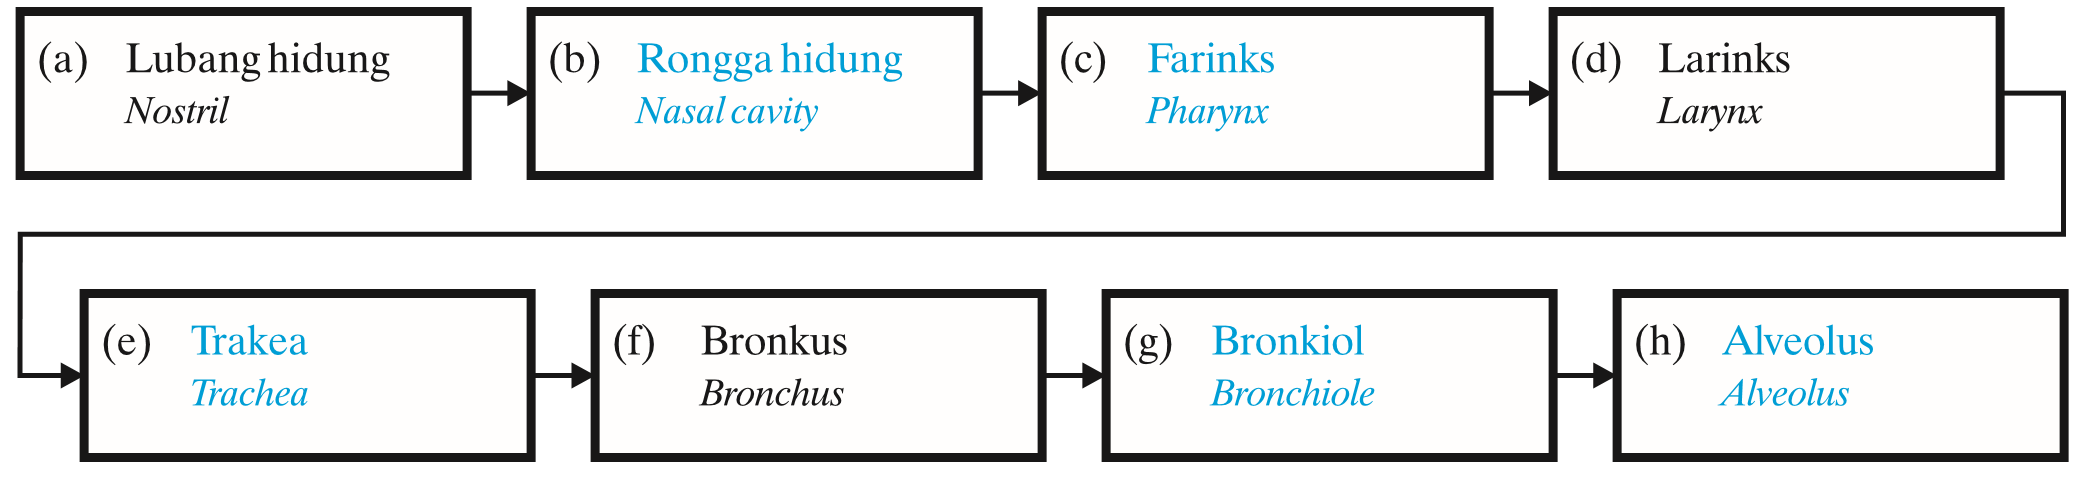 (a) Lubang hidung
Nostril
(b) Rongga hidung
Nasal cavity
(c) Farinks
Pharynx
(d) Larinks
Larynx
(e) Trakea
Trachea
(f) Bronkus
Bronchus
(g) Bronkiol
Bronchiole
(h) Alveolus
Alveolus